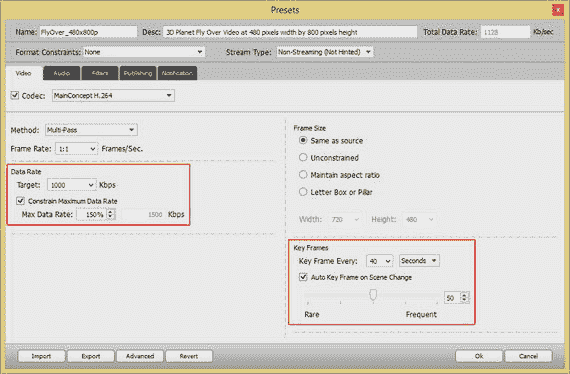 Presets
x
Name: FlyOver_480x800p Desc: 3D Planet Fly Over Video at 480 pixels width by 800 pixels height Total Data Rate: 1128 Kb/sec
Format Constraints: None Stream Type: Non-Streaming (Not Hinted)
Video Audio Filters Publishing Notification
Codec: MainConcept H.264
Method: Multi-Pass
Frame Rate: 1:1 Frames/Sec.
Data Rate
Target: 1000 Kbps
Constrain Maximum Data Rate
Max Data Rate: 150% 1500 Kbps
Frame Size
Same as source
Unconstrained
Maintain aspect ratio
Letter Box or Pillar
Width: 720 Height: 480
Key Frames
Key Frame Every: 40 Seconds
Auto Key Frame on Scene Change
50
Rare Frequent
Import Export Advanced Revert Ok Cancel